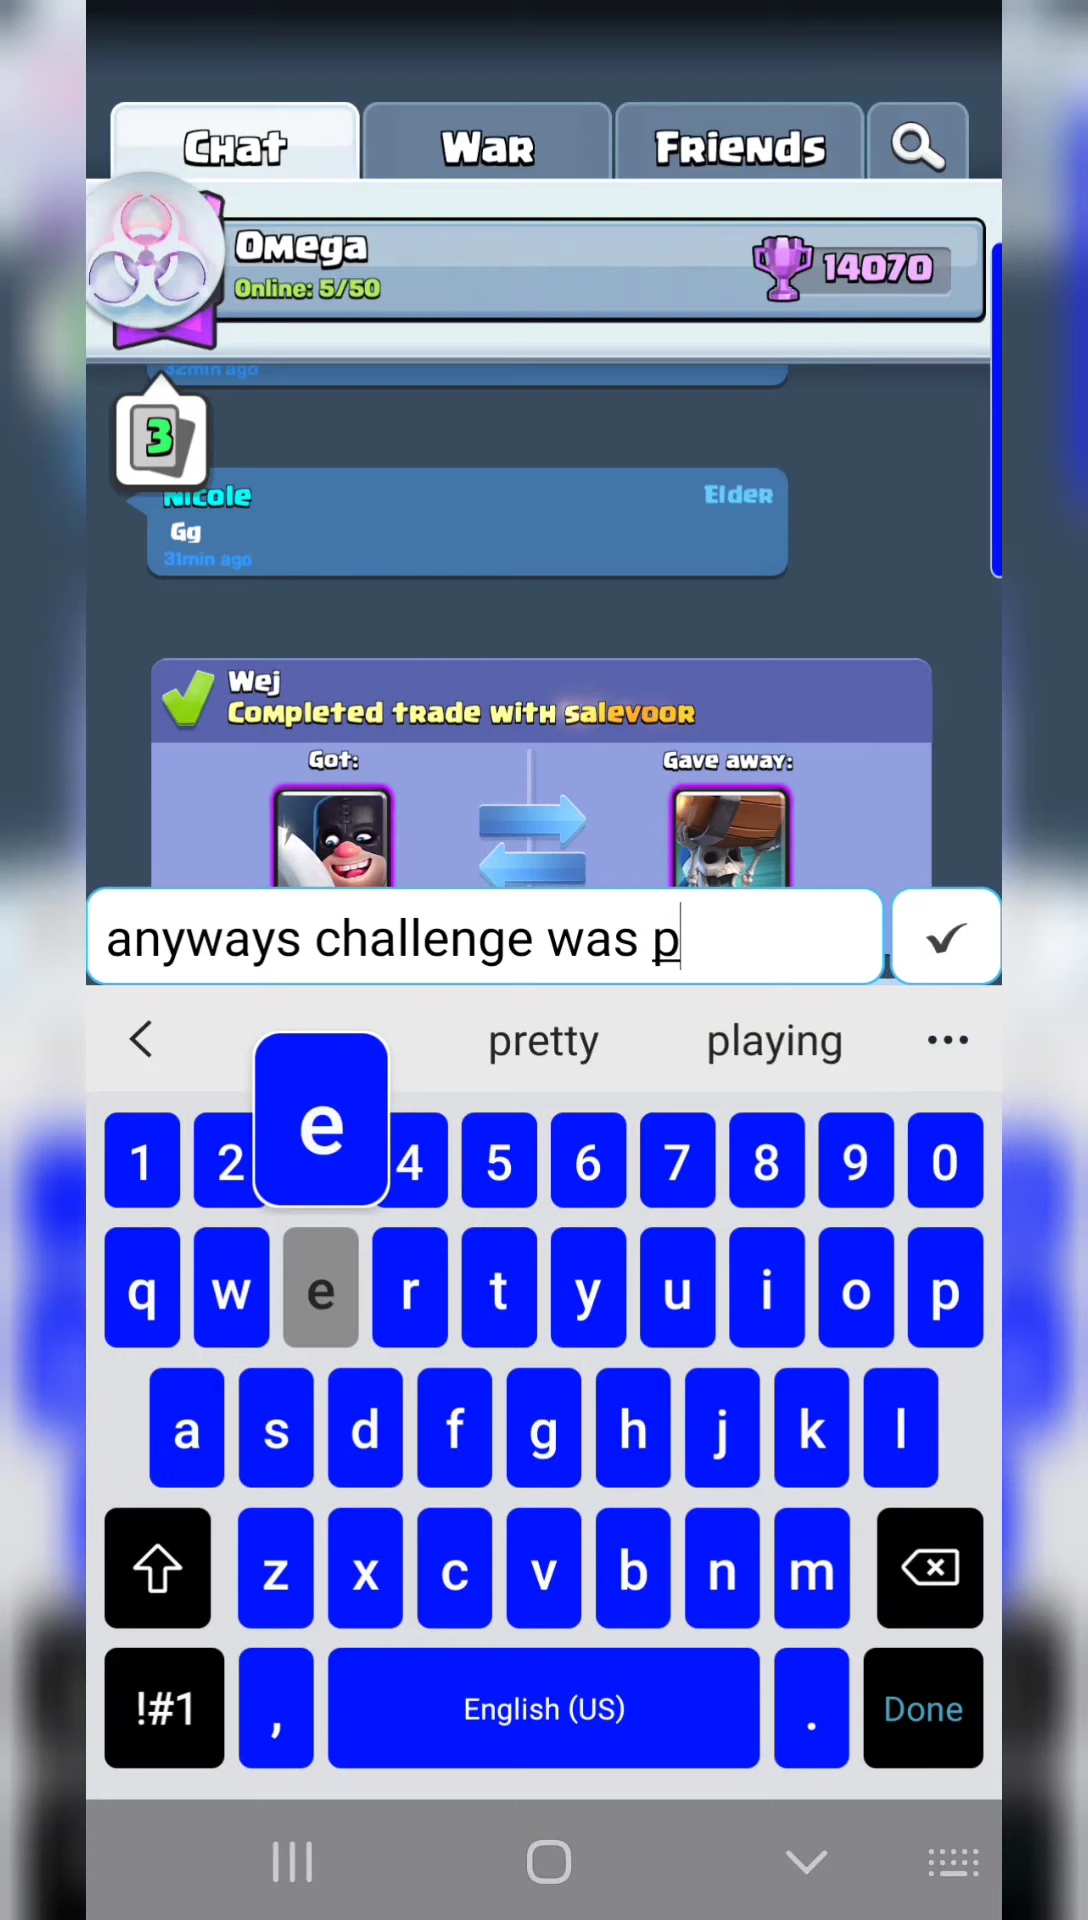 Chat
War
Friends
Omega
Online: 5/50
14070
32min ago
3
Nicole
Elder
Gg
31min ago
Wej
Completed trade with salevoor
Got:
Gave away:
anyways challenge was p
pretty
playing
e
1 2 4 5 6 7 8 9 0
q w e r t y u i o p
a s d f g h j k l
z x c v b n m
!#1 , English (US) . Done